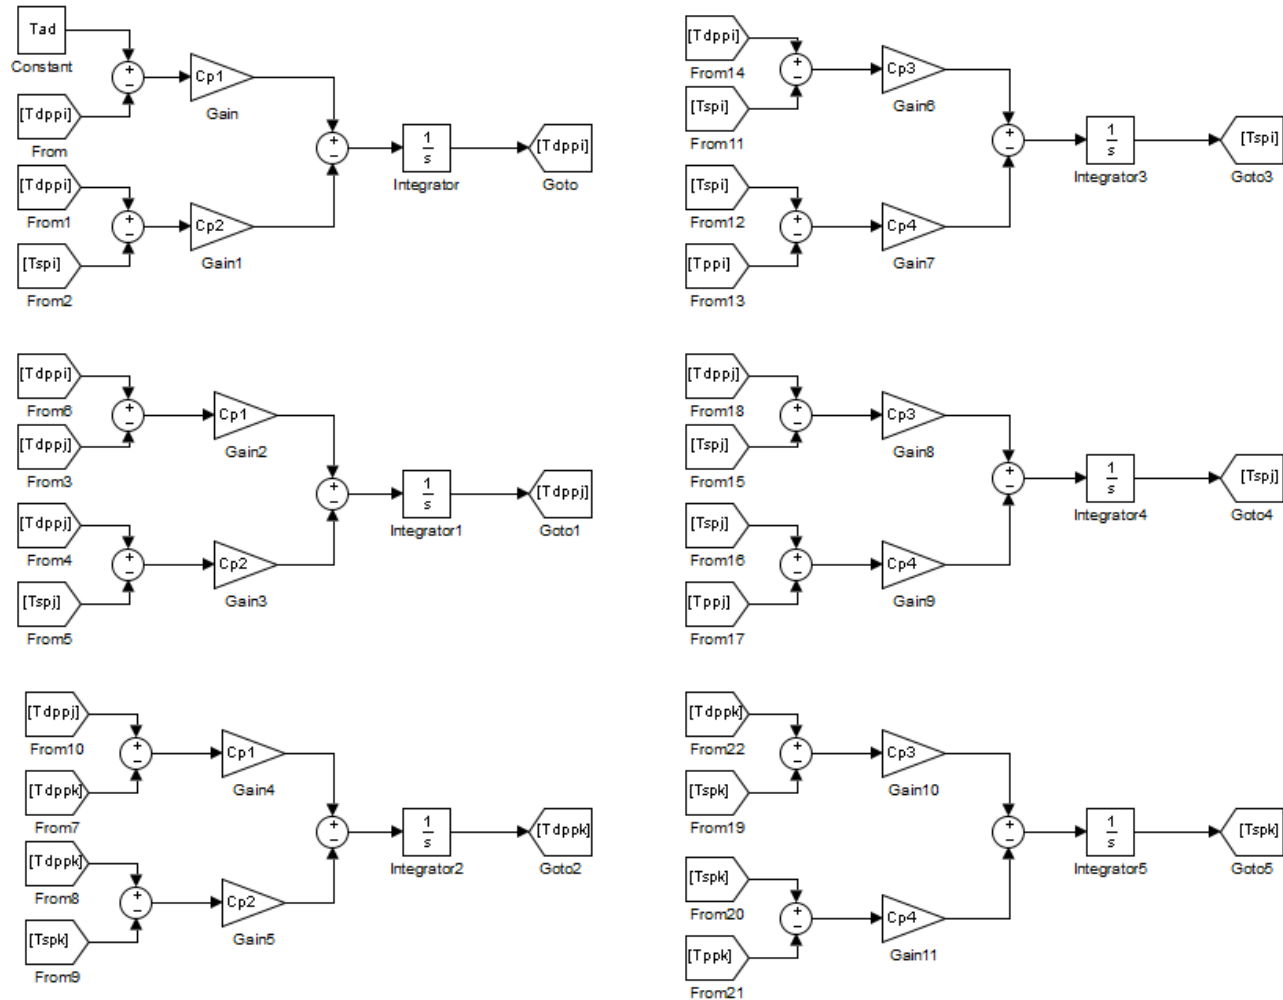 Tad
Constant
+
−
Cp1
Gain
[Tdppi]
From
+
−
1
s
Integrator
[Tdppi]
Goto
[Tdppi]
From1
+
−
Cp2
Gain1
[Tspi]
From2
[Tdppi]
From14
+
−
Cp3
Gain6
[Tspi]
From11
+
−
1
s
Integrator3
[Tspi]
Goto3
[Tspi]
From12
+
−
Cp4
Gain7
[Tppi]
From13
[Tdppi]
From6
+
−
Cp1
Gain2
[Tdppj]
From3
+
−
1
s
Integrator1
[Tdppj]
Goto1
[Tdppj]
From4
+
−
Cp2
Gain3
[Tspj]
From5
[Tdppj]
From18
+
−
Cp3
Gain8
[Tspj]
From15
+
−
1
s
Integrator4
[Tspj]
Goto4
[Tspj]
From16
+
−
Cp4
Gain9
[Tppj]
From17
[Tdppj]
From10
+
−
Cp1
Gain4
[Tdppk]
From7
+
−
1
s
Integrator2
[Tdppk]
Goto2
[Tdppk]
From8
+
−
Cp2
Gain5
[Tspk]
From9
[Tdppk]
From22
+
−
Cp3
Gain10
[Tspk]
From19
+
−
1
s
Integrator5
[Tspk]
Goto5
[Tspk]
From20
+
−
Cp4
Gain11
[Tppk]
From21